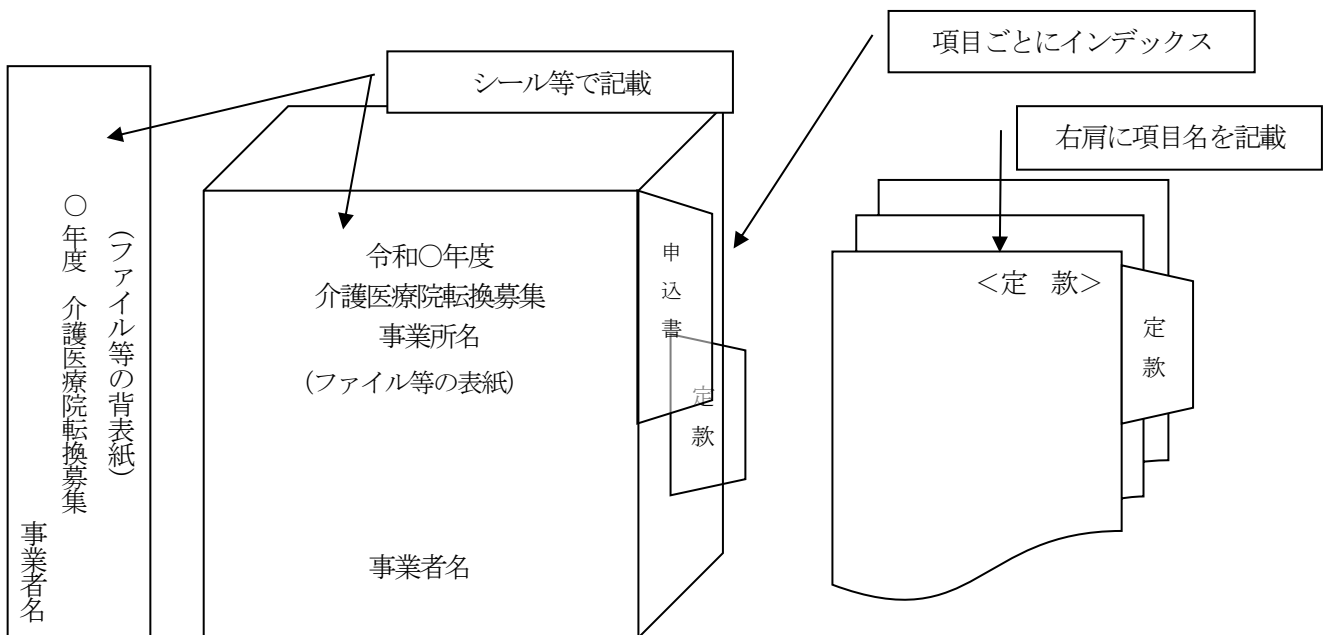 項目ごとにインデックス
シール等で記載
右肩に項目名を記載
(ファイル等の背表紙)
○年度 介護医療院転換募集
事業者名
令和○年度
介護医療院転換募集
事業所名
(ファイル等の表紙)
事業者名
申込書
定款
<定 款>
定款